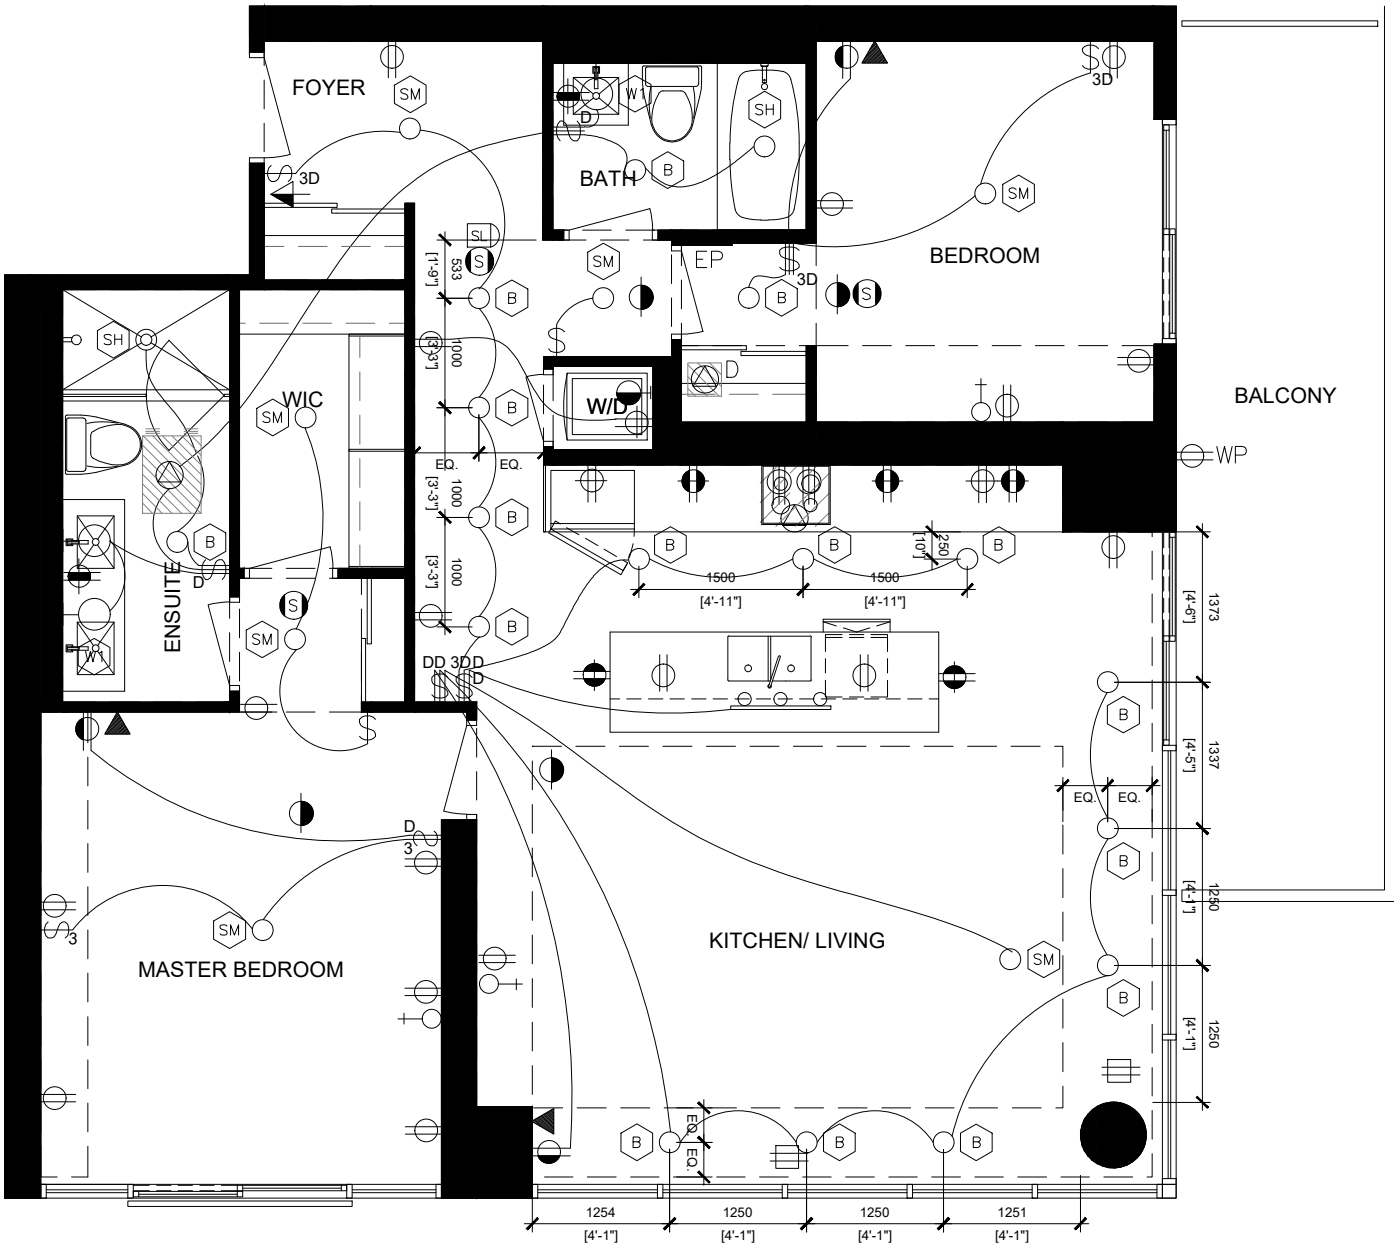 FOYER
SM
3D
W1
D
SH
BATH
B
3D
SM
BEDROOM
SL
S
533
[1'-9"]
SM
EP
B
B
3D
S
SH
1000
[3'-3"]
WIC
SM
B
W/D
D
BALCONY
EQ.
EQ.
WP
1000
[3'-3"]
B
B
B
B
B
250
[10"]
ENSUITE
D
1000
[3'-3"]
1500
[4'-11"]
1500
[4'-11"]
1373
[4'-6"]
S
SM
B
W1
DD
3D
D
D
B
1337
[4'-5"]
EQ.
EQ.
D
3
B
1250
[4'-1"]
SM
3
KITCHEN/ LIVING
SM
MASTER BEDROOM
B
1250
[4'-1"]
EQ.
EQ.
B
B
B
1254
[4'-1"]
1250
[4'-1"]
1250
[4'-1"]
1251
[4'-1"]